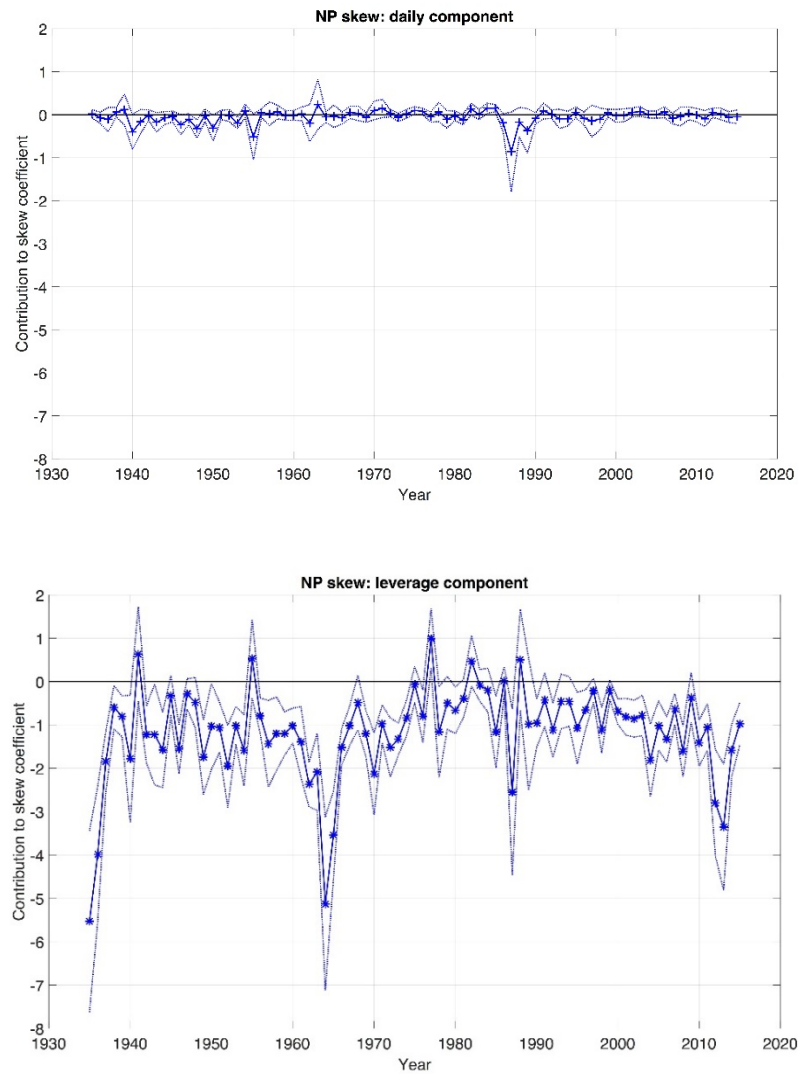 NP skew: daily component
Contribution to skew coefficient
2
1
0
-1
-2
-3
-4
-5
-6
-7
-8
1930 1940 1950 1960 1970 1980 1990 2000 2010 2020
Year
NP skew: leverage component
Contribution to skew coefficient
2
1
0
-1
-2
-3
-4
-5
-6
-7
-8
1930 1940 1950 1960 1970 1980 1990 2000 2010 2020
Year